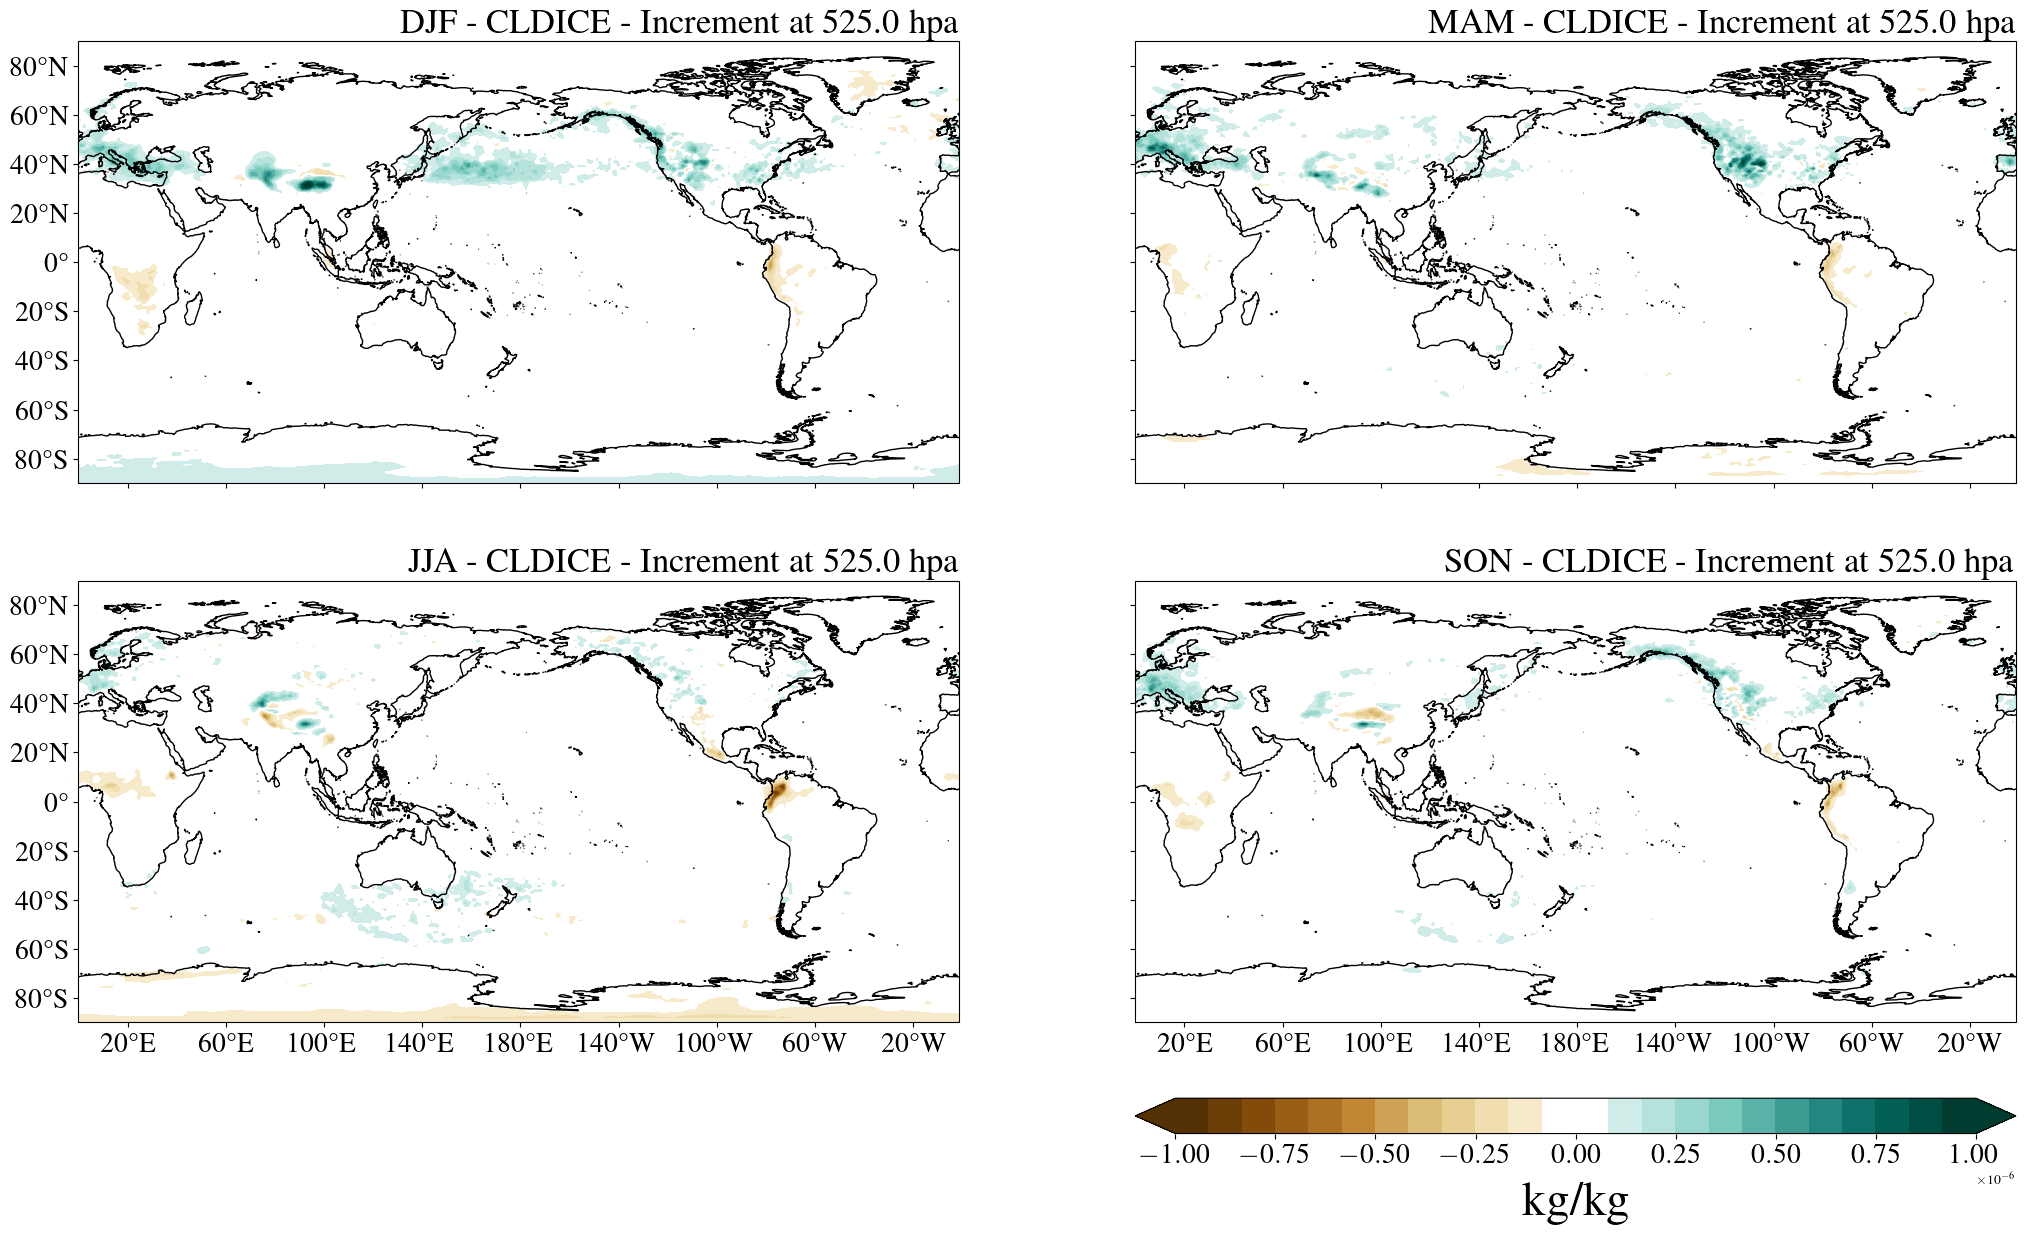 DJF - CLDICE - Increment at 525.0 hpa
MAM - CLDICE - Increment at 525.0 hpa
80°N
60°N
40°N
20°N
0°
20°S
40°S
60°S
80°S
JJA - CLDICE - Increment at 525.0 hpa
SON - CLDICE - Increment at 525.0 hpa
80°N
60°N
40°N
20°N
0°
20°S
40°S
60°S
80°S
20°E 60°E 100°E 140°E 180°E 140°W 100°W 60°W 20°W
20°E 60°E 100°E 140°E 180°E 140°W 100°W 60°W 20°W
−1.00 −0.75 −0.50 −0.25 0.00 0.25 0.50 0.75 1.00
×10⁻⁶
kg/kg